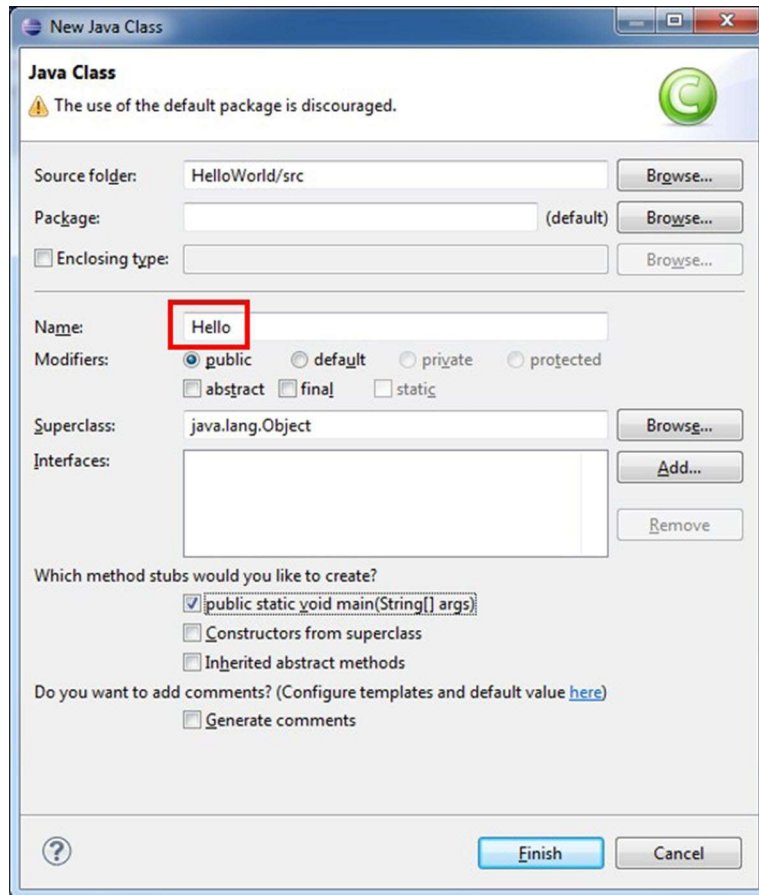 New Java Class
Java Class
The use of the default package is discouraged.
Source folder: HelloWorld/src Browse...
Package: (default) Browse...
Enclosing type: Browse...
Name: Hello
Modifiers: public default private protected
abstract final static
Superclass: java.lang.Object Browse...
Interfaces: Add...
Remove
Which method stubs would you like to create?
public static void main(String[] args)
Constructors from superclass
Inherited abstract methods
Do you want to add comments? (Configure templates and default value here)
Generate comments
Finish Cancel